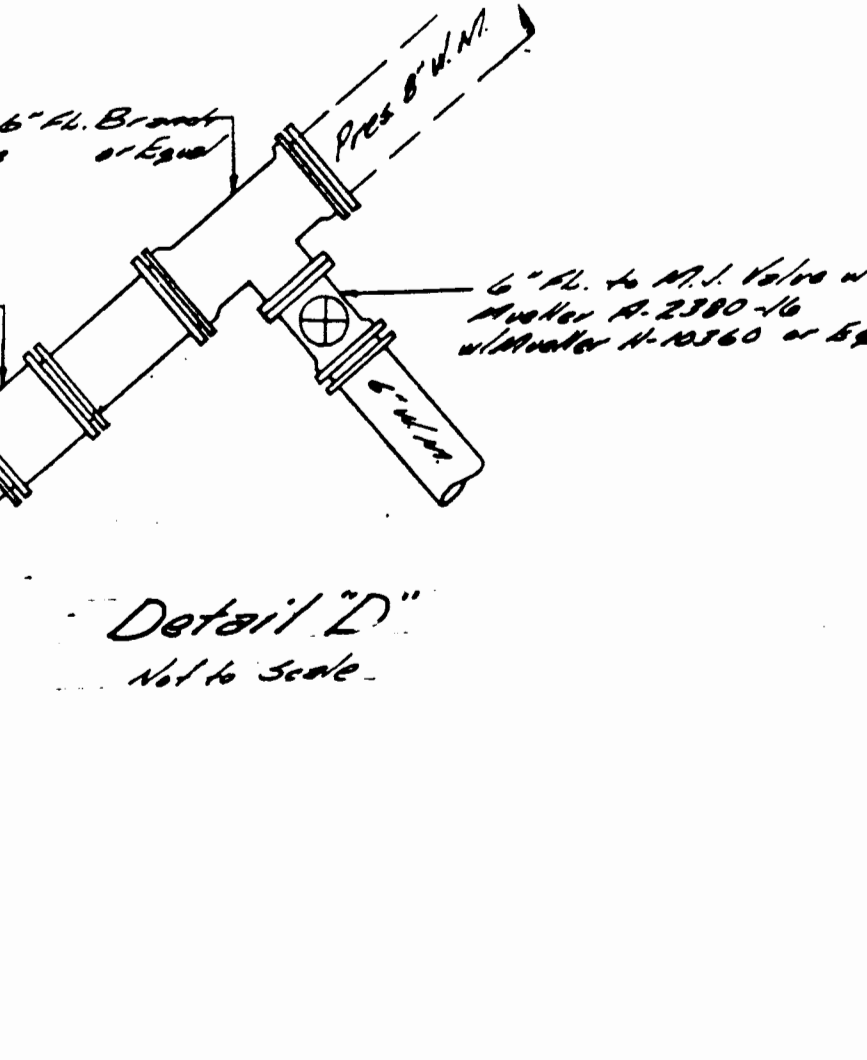 Pres 8" W.M.
6" FL. Branch
or Equal
6" FL. to M.J. Valve w
Mueller A-2380-16
w/Mueller H-10360 or Eq
6" W.M.
Detail "D"
Not to Scale